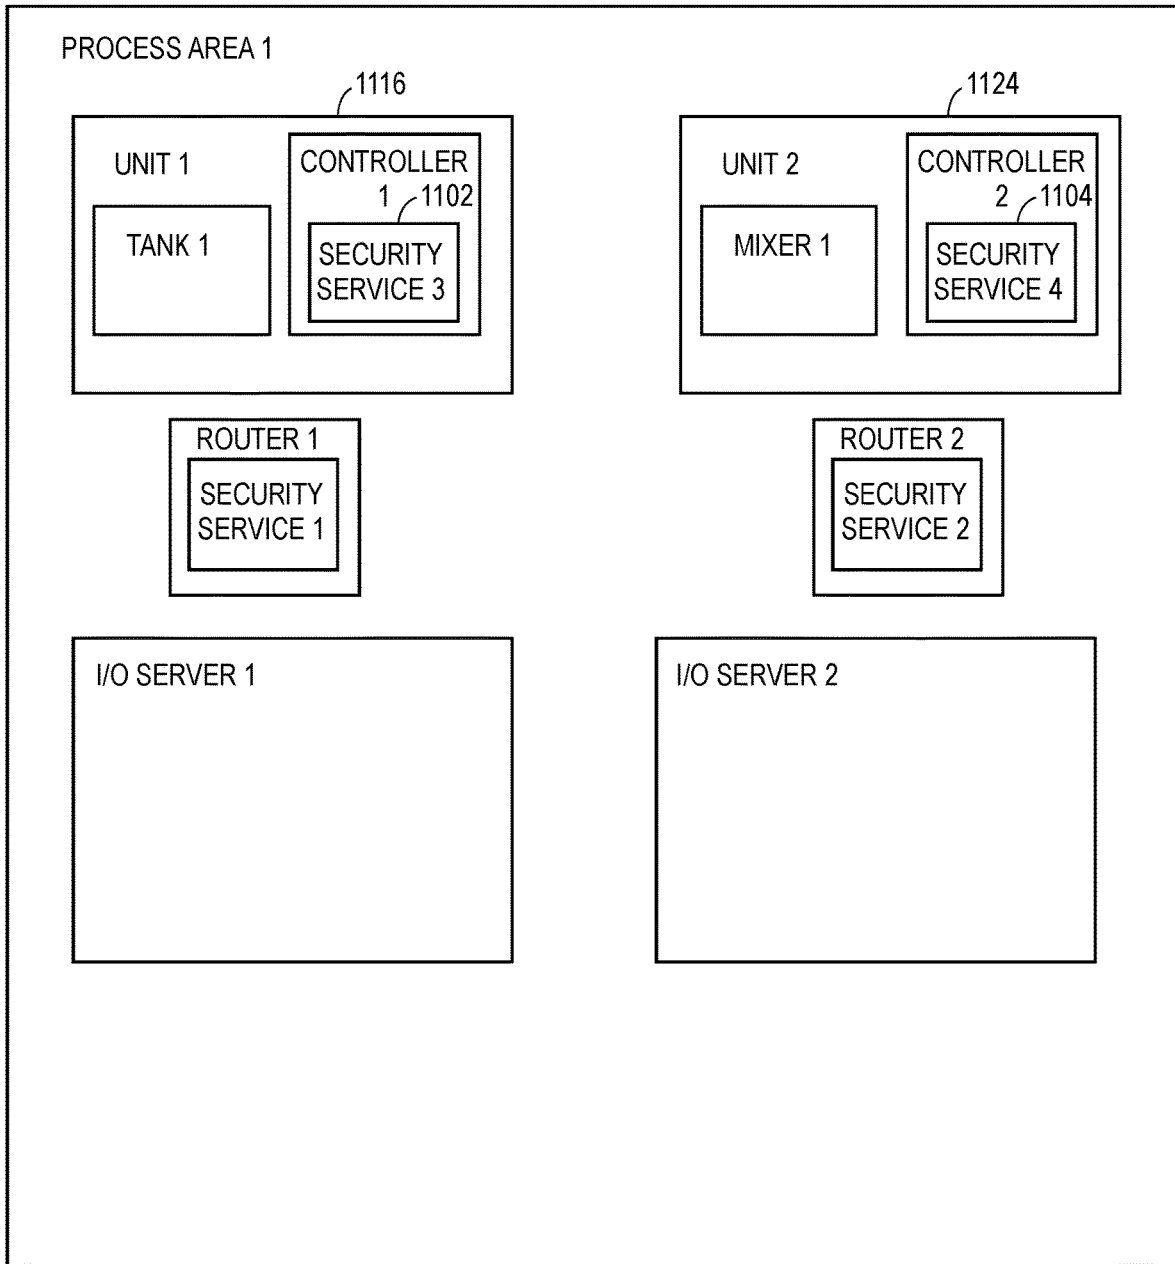 PROCESS AREA 1
1116
UNIT 1
CONTROLLER
1
1102
TANK 1
SECURITY
SERVICE 3
1124
UNIT 2
CONTROLLER
2
1104
MIXER 1
SECURITY
SERVICE 4
ROUTER 1
SECURITY
SERVICE 1
ROUTER 2
SECURITY
SERVICE 2
I/O SERVER 1
I/O SERVER 2